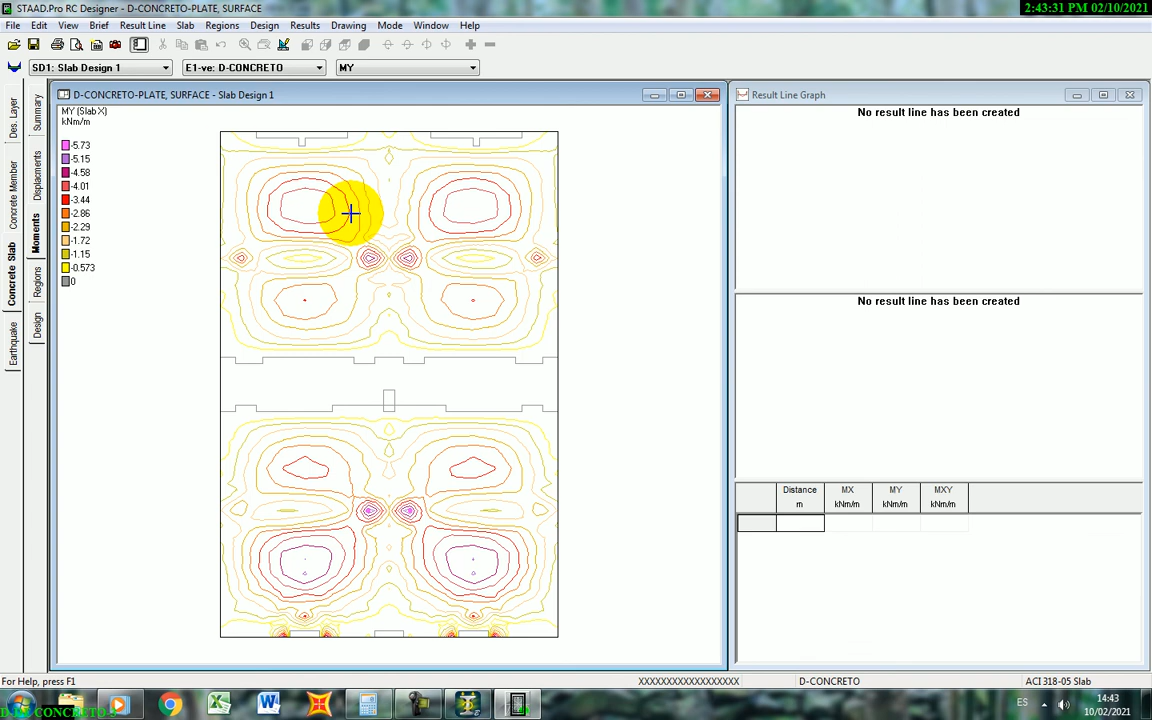 STAAD.Pro RC Designer - D-CONCRETO-PLATE, SURFACE
2:43:31 PM 02/10/2021
File Edit View Brief Result Line Slab Regions Design Results Drawing Mode Window Help
SD1: Slab Design 1 E1-ve: D-CONCRETO MY
Des. Layer
Concrete Member
Concrete Slab
Earthquake
Summary
Displacements
Moments
Regions
Design
D-CONCRETO-PLATE, SURFACE - Slab Design 1
MY (Slab X)
kNm/m
-5.73
-5.15
-4.58
-4.01
-3.44
-2.86
-2.29
-1.72
-1.15
-0.573
0
Result Line Graph
No result line has been created
No result line has been created
Distance MX MY MXY
m kNm/m kNm/m kNm/m
For Help, press F1 XXXXXXXXXXXXXXXXXX D-CONCRETO ACI 318-05 Slab
ES 14:43
10/02/2021